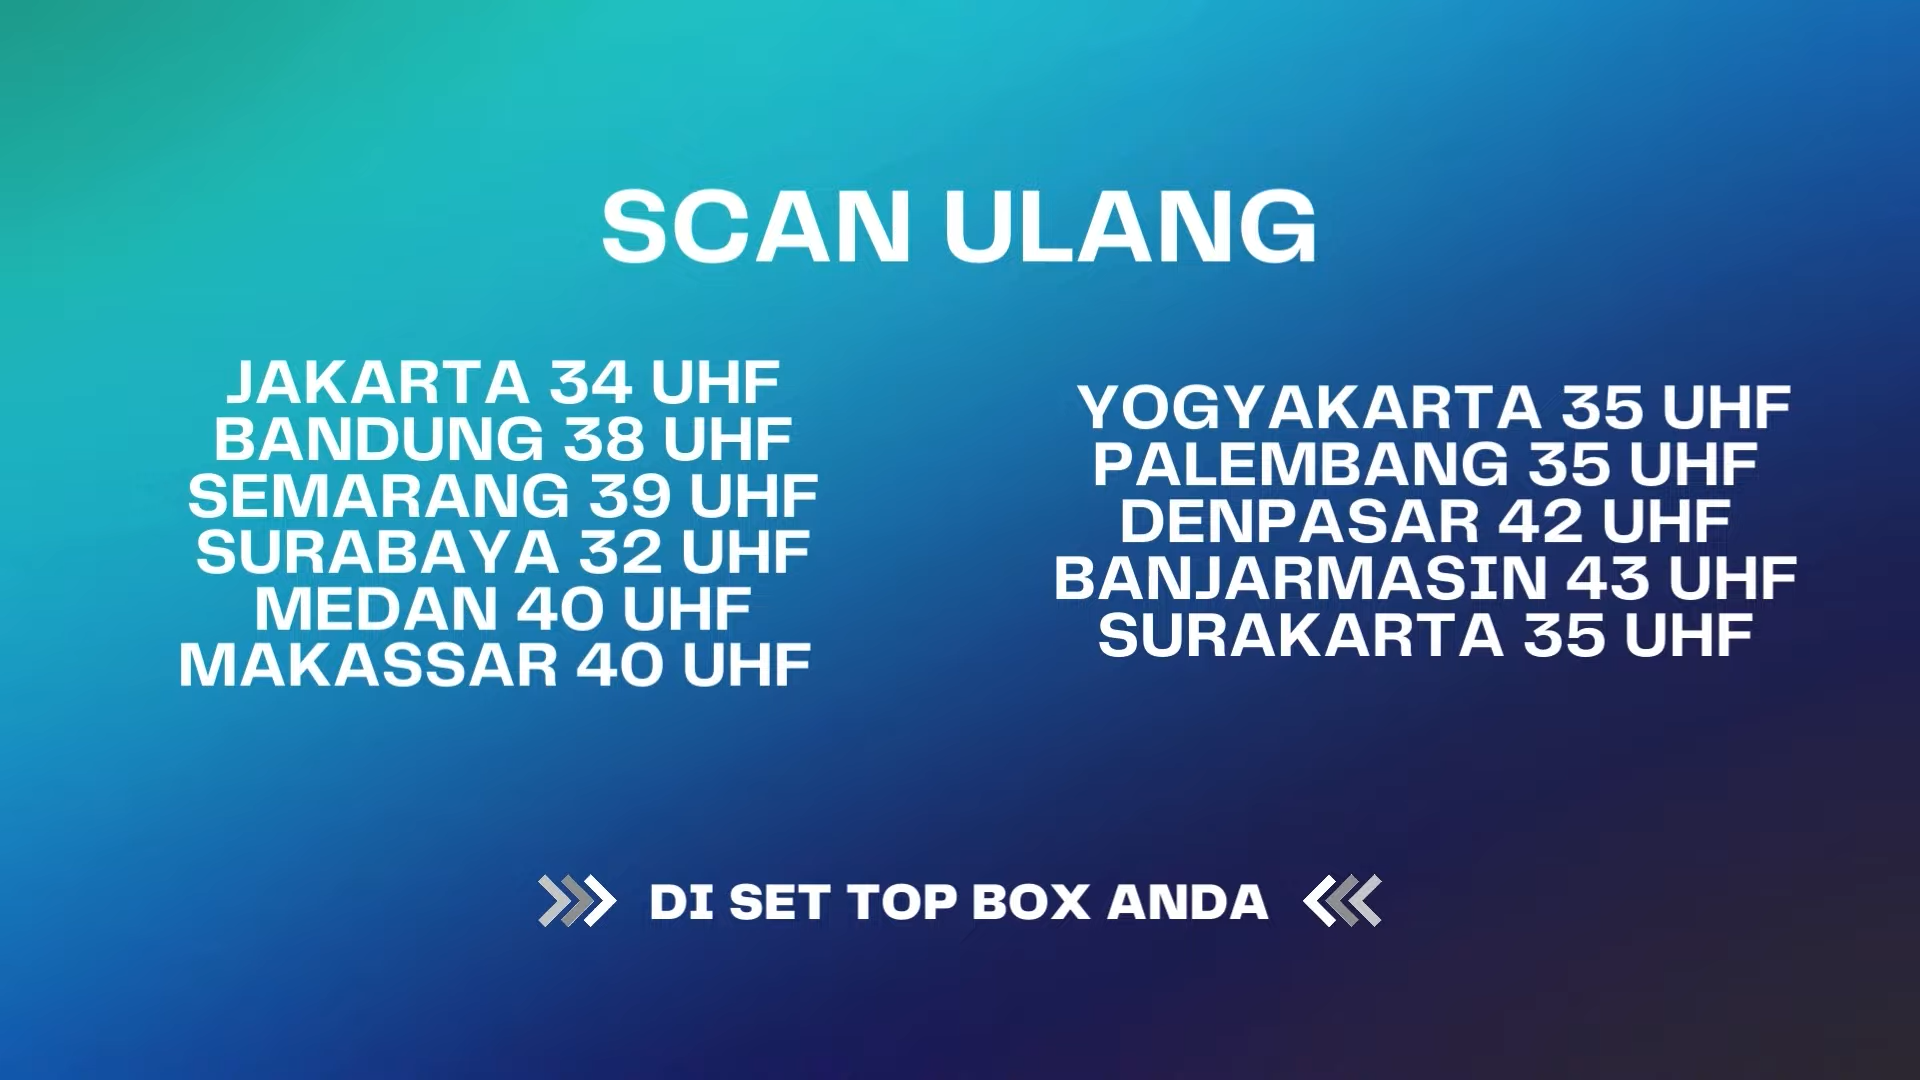 SCAN ULANG
JAKARTA 34 UHF
BANDUNG 38 UHF
SEMARANG 39 UHF
SURABAYA 32 UHF
MEDAN 40 UHF
MAKASSAR 40 UHF
YOGYAKARTA 35 UHF
PALEMBANG 35 UHF
DENPASAR 42 UHF
BANJARMASIN 43 UHF
SURAKARTA 35 UHF
DI SET TOP BOX ANDA